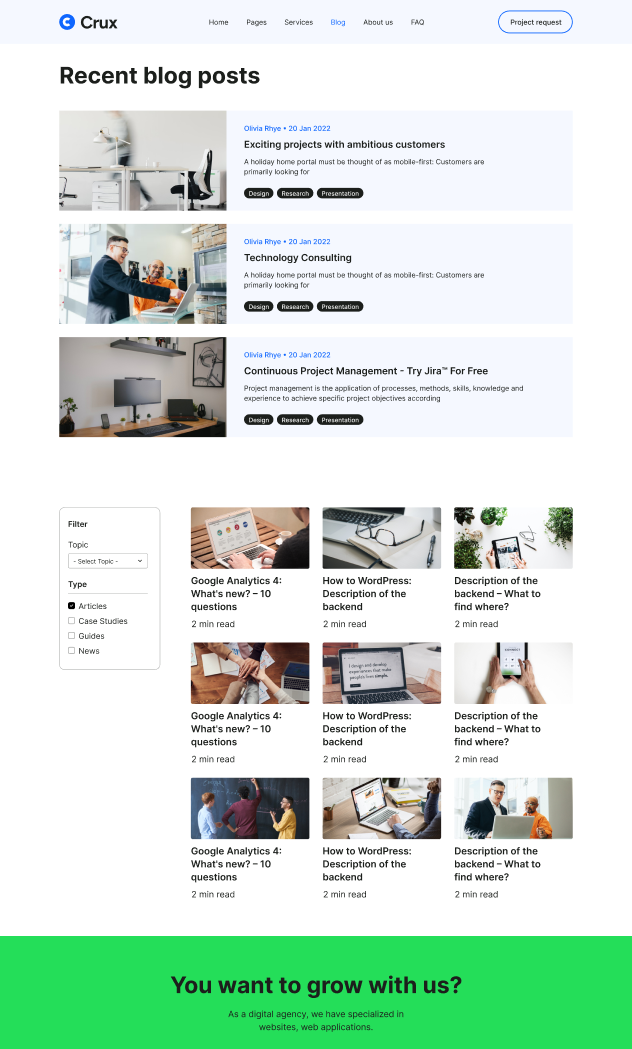 Crux
Home Pages Services Blog About us FAQ Project request
Recent blog posts
Olivia Rhye • 20 Jan 2022
Exciting projects with ambitious customers
A holiday home portal must be thought of as mobile-first: Customers are
primarily looking for
Design Research Presentation
Olivia Rhye • 20 Jan 2022
Technology Consulting
A holiday home portal must be thought of as mobile-first: Customers are
primarily looking for
Design Research Presentation
Olivia Rhye • 20 Jan 2022
Continuous Project Management - Try Jira™ For Free
Project management is the application of processes, methods, skills, knowledge and
experience to achieve specific project objectives according
Design Research Presentation
Filter
Topic
- Select Topic -
Type
Articles
Case Studies
Guides
News
Google Analytics 4:
What's new? – 10
questions
2 min read
How to WordPress:
Description of the
backend
2 min read
Description of the
backend – What to
find where?
2 min read
Google Analytics 4:
What's new? – 10
questions
2 min read
I design and develop
experiences that make
people's lives simple.
How to WordPress:
Description of the
backend
2 min read
Description of the
backend – What to
find where?
2 min read
Google Analytics 4:
What's new? – 10
questions
2 min read
How to WordPress:
Description of the
backend
2 min read
Description of the
backend – What to
find where?
2 min read
You want to grow with us?
As a digital agency, we have specialized in
websites, web applications.